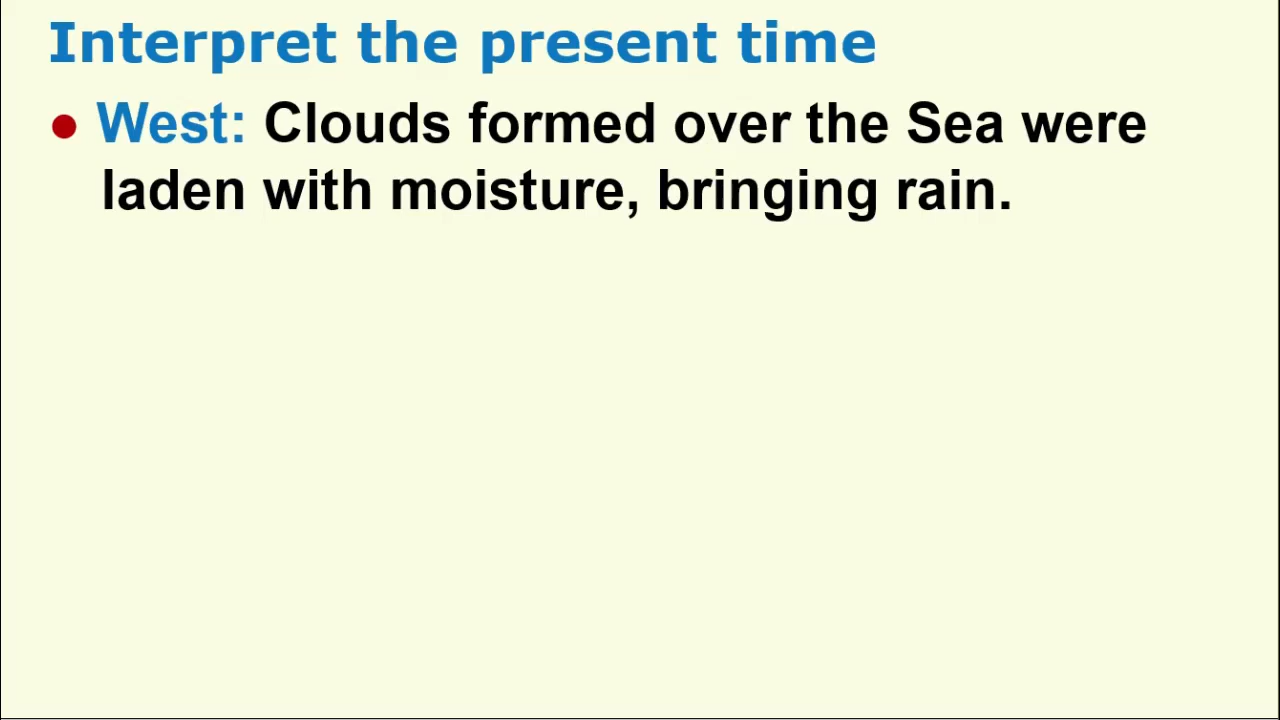 Interpret the present time
● West: Clouds formed over the Sea were
laden with moisture, bringing rain.